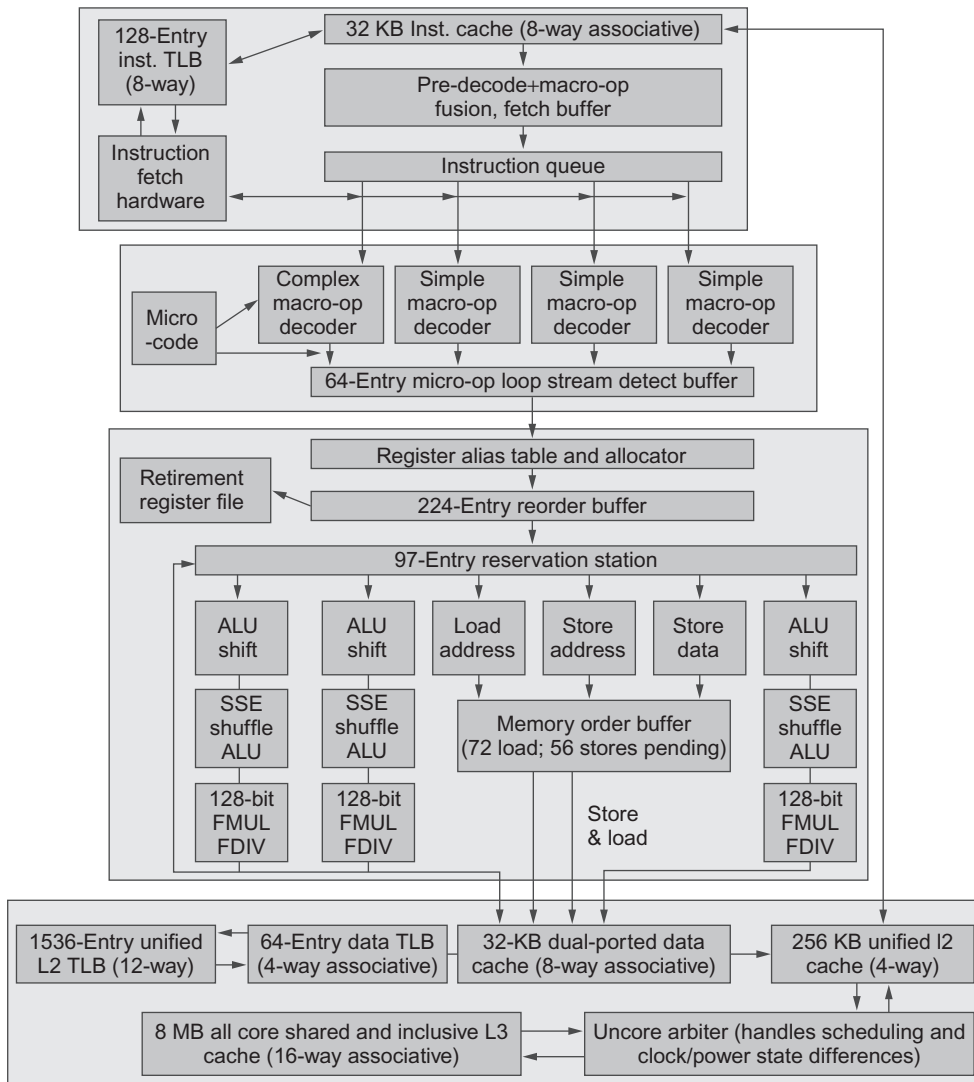 128-Entry
inst. TLB
(8-way)
32 KB Inst. cache (8-way associative)
Pre-decode+macro-op
fusion, fetch buffer
Instruction
fetch
hardware
Instruction queue
Micro
-code
Complex
macro-op
decoder
Simple
macro-op
decoder
Simple
macro-op
decoder
Simple
macro-op
decoder
64-Entry micro-op loop stream detect buffer
Register alias table and allocator
Retirement
register file
224-Entry reorder buffer
97-Entry reservation station
ALU
shift
ALU
shift
Load
address
Store
address
Store
data
ALU
shift
SSE
shuffle
ALU
SSE
shuffle
ALU
Memory order buffer
(72 load; 56 stores pending)
SSE
shuffle
ALU
128-bit
FMUL
FDIV
128-bit
FMUL
FDIV
Store
& load
128-bit
FMUL
FDIV
1536-Entry unified
L2 TLB (12-way)
64-Entry data TLB
(4-way associative)
32-KB dual-ported data
cache (8-way associative)
256 KB unified l2
cache (4-way)
8 MB all core shared and inclusive L3
cache (16-way associative)
Uncore arbiter (handles scheduling and
clock/power state differences)